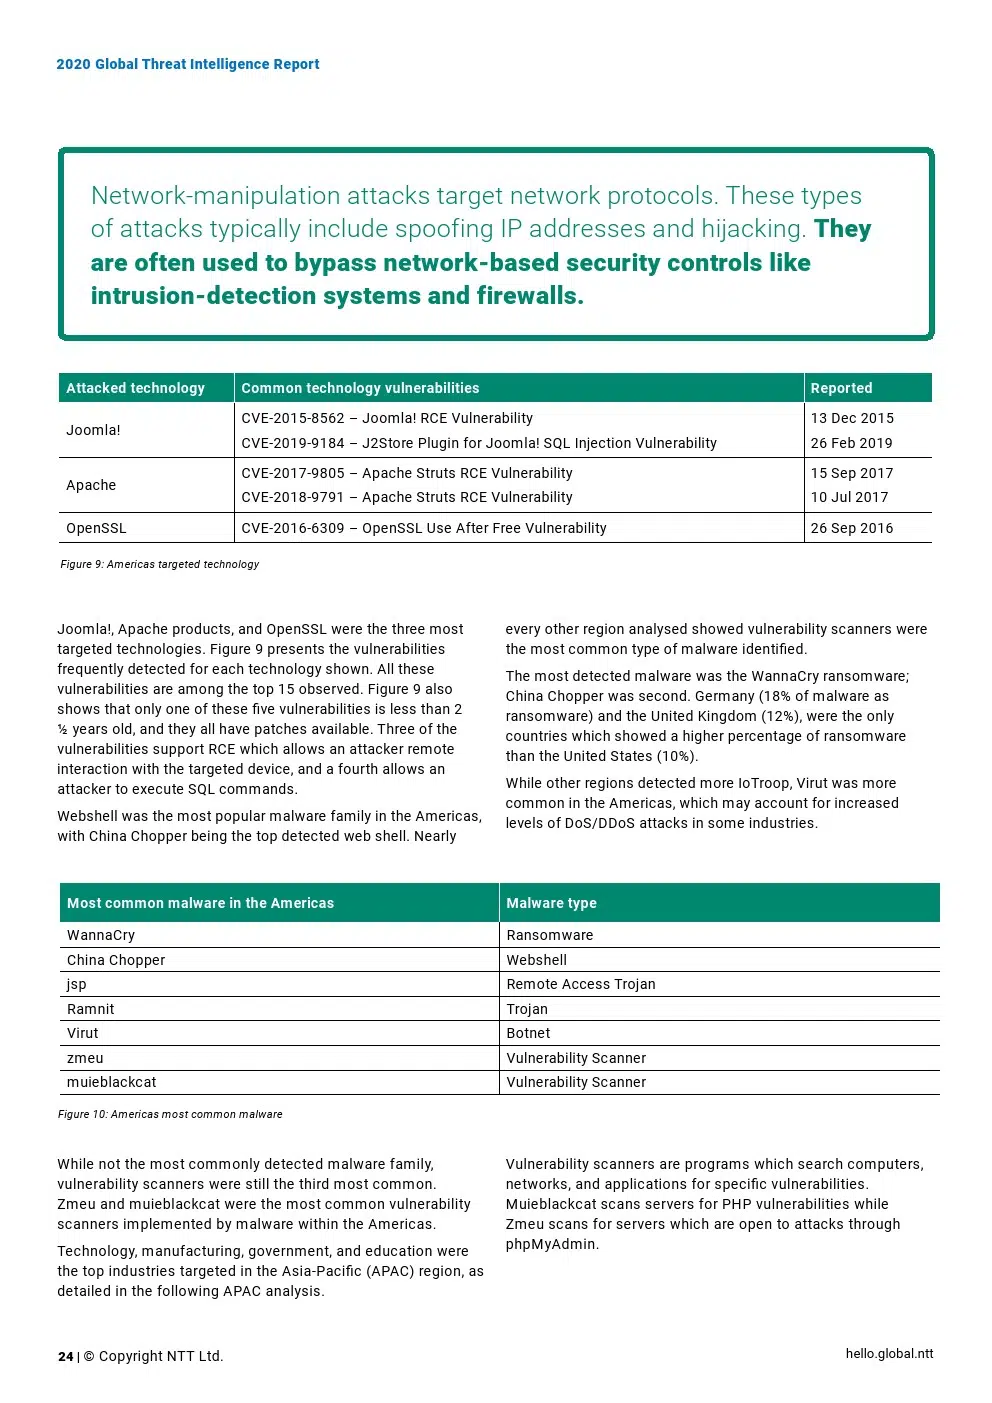 2020 Global Threat Intelligence Report
Network-manipulation attacks target network protocols. These types
of attacks typically include spoofing IP addresses and hijacking. They
are often used to bypass network-based security controls like
intrusion-detection systems and firewalls.
Attacked technology Common technology vulnerabilities Reported
Joomla!
CVE-2015-8562 – Joomla! RCE Vulnerability 13 Dec 2015
CVE-2019-9184 – J2Store Plugin for Joomla! SQL Injection Vulnerability 26 Feb 2019
Apache
CVE-2017-9805 – Apache Struts RCE Vulnerability 15 Sep 2017
CVE-2018-9791 – Apache Struts RCE Vulnerability 10 Jul 2017
OpenSSL CVE-2016-6309 – OpenSSL Use After Free Vulnerability 26 Sep 2016
Figure 9: Americas targeted technology
Joomla!, Apache products, and OpenSSL were the three most
targeted technologies. Figure 9 presents the vulnerabilities
frequently detected for each technology shown. All these
vulnerabilities are among the top 15 observed. Figure 9 also
shows that only one of these five vulnerabilities is less than 2
½ years old, and they all have patches available. Three of the
vulnerabilities support RCE which allows an attacker remote
interaction with the targeted device, and a fourth allows an
attacker to execute SQL commands.
Webshell was the most popular malware family in the Americas,
with China Chopper being the top detected web shell. Nearly
every other region analysed showed vulnerability scanners were
the most common type of malware identified.
The most detected malware was the WannaCry ransomware;
China Chopper was second. Germany (18% of malware as
ransomware) and the United Kingdom (12%), were the only
countries which showed a higher percentage of ransomware
than the United States (10%).
While other regions detected more IoTroop, Virut was more
common in the Americas, which may account for increased
levels of DoS/DDoS attacks in some industries.
Most common malware in the Americas Malware type
WannaCry Ransomware
China Chopper Webshell
jsp Remote Access Trojan
Ramnit Trojan
Virut Botnet
zmeu Vulnerability Scanner
muieblackcat Vulnerability Scanner
Figure 10: Americas most common malware
While not the most commonly detected malware family,
vulnerability scanners were still the third most common.
Zmeu and muieblackcat were the most common vulnerability
scanners implemented by malware within the Americas.
Technology, manufacturing, government, and education were
the top industries targeted in the Asia-Pacific (APAC) region, as
detailed in the following APAC analysis.
Vulnerability scanners are programs which search computers,
networks, and applications for specific vulnerabilities.
Muieblackcat scans servers for PHP vulnerabilities while
Zmeu scans for servers which are open to attacks through
phpMyAdmin.
24 | © Copyright NTT Ltd.
hello.global.ntt